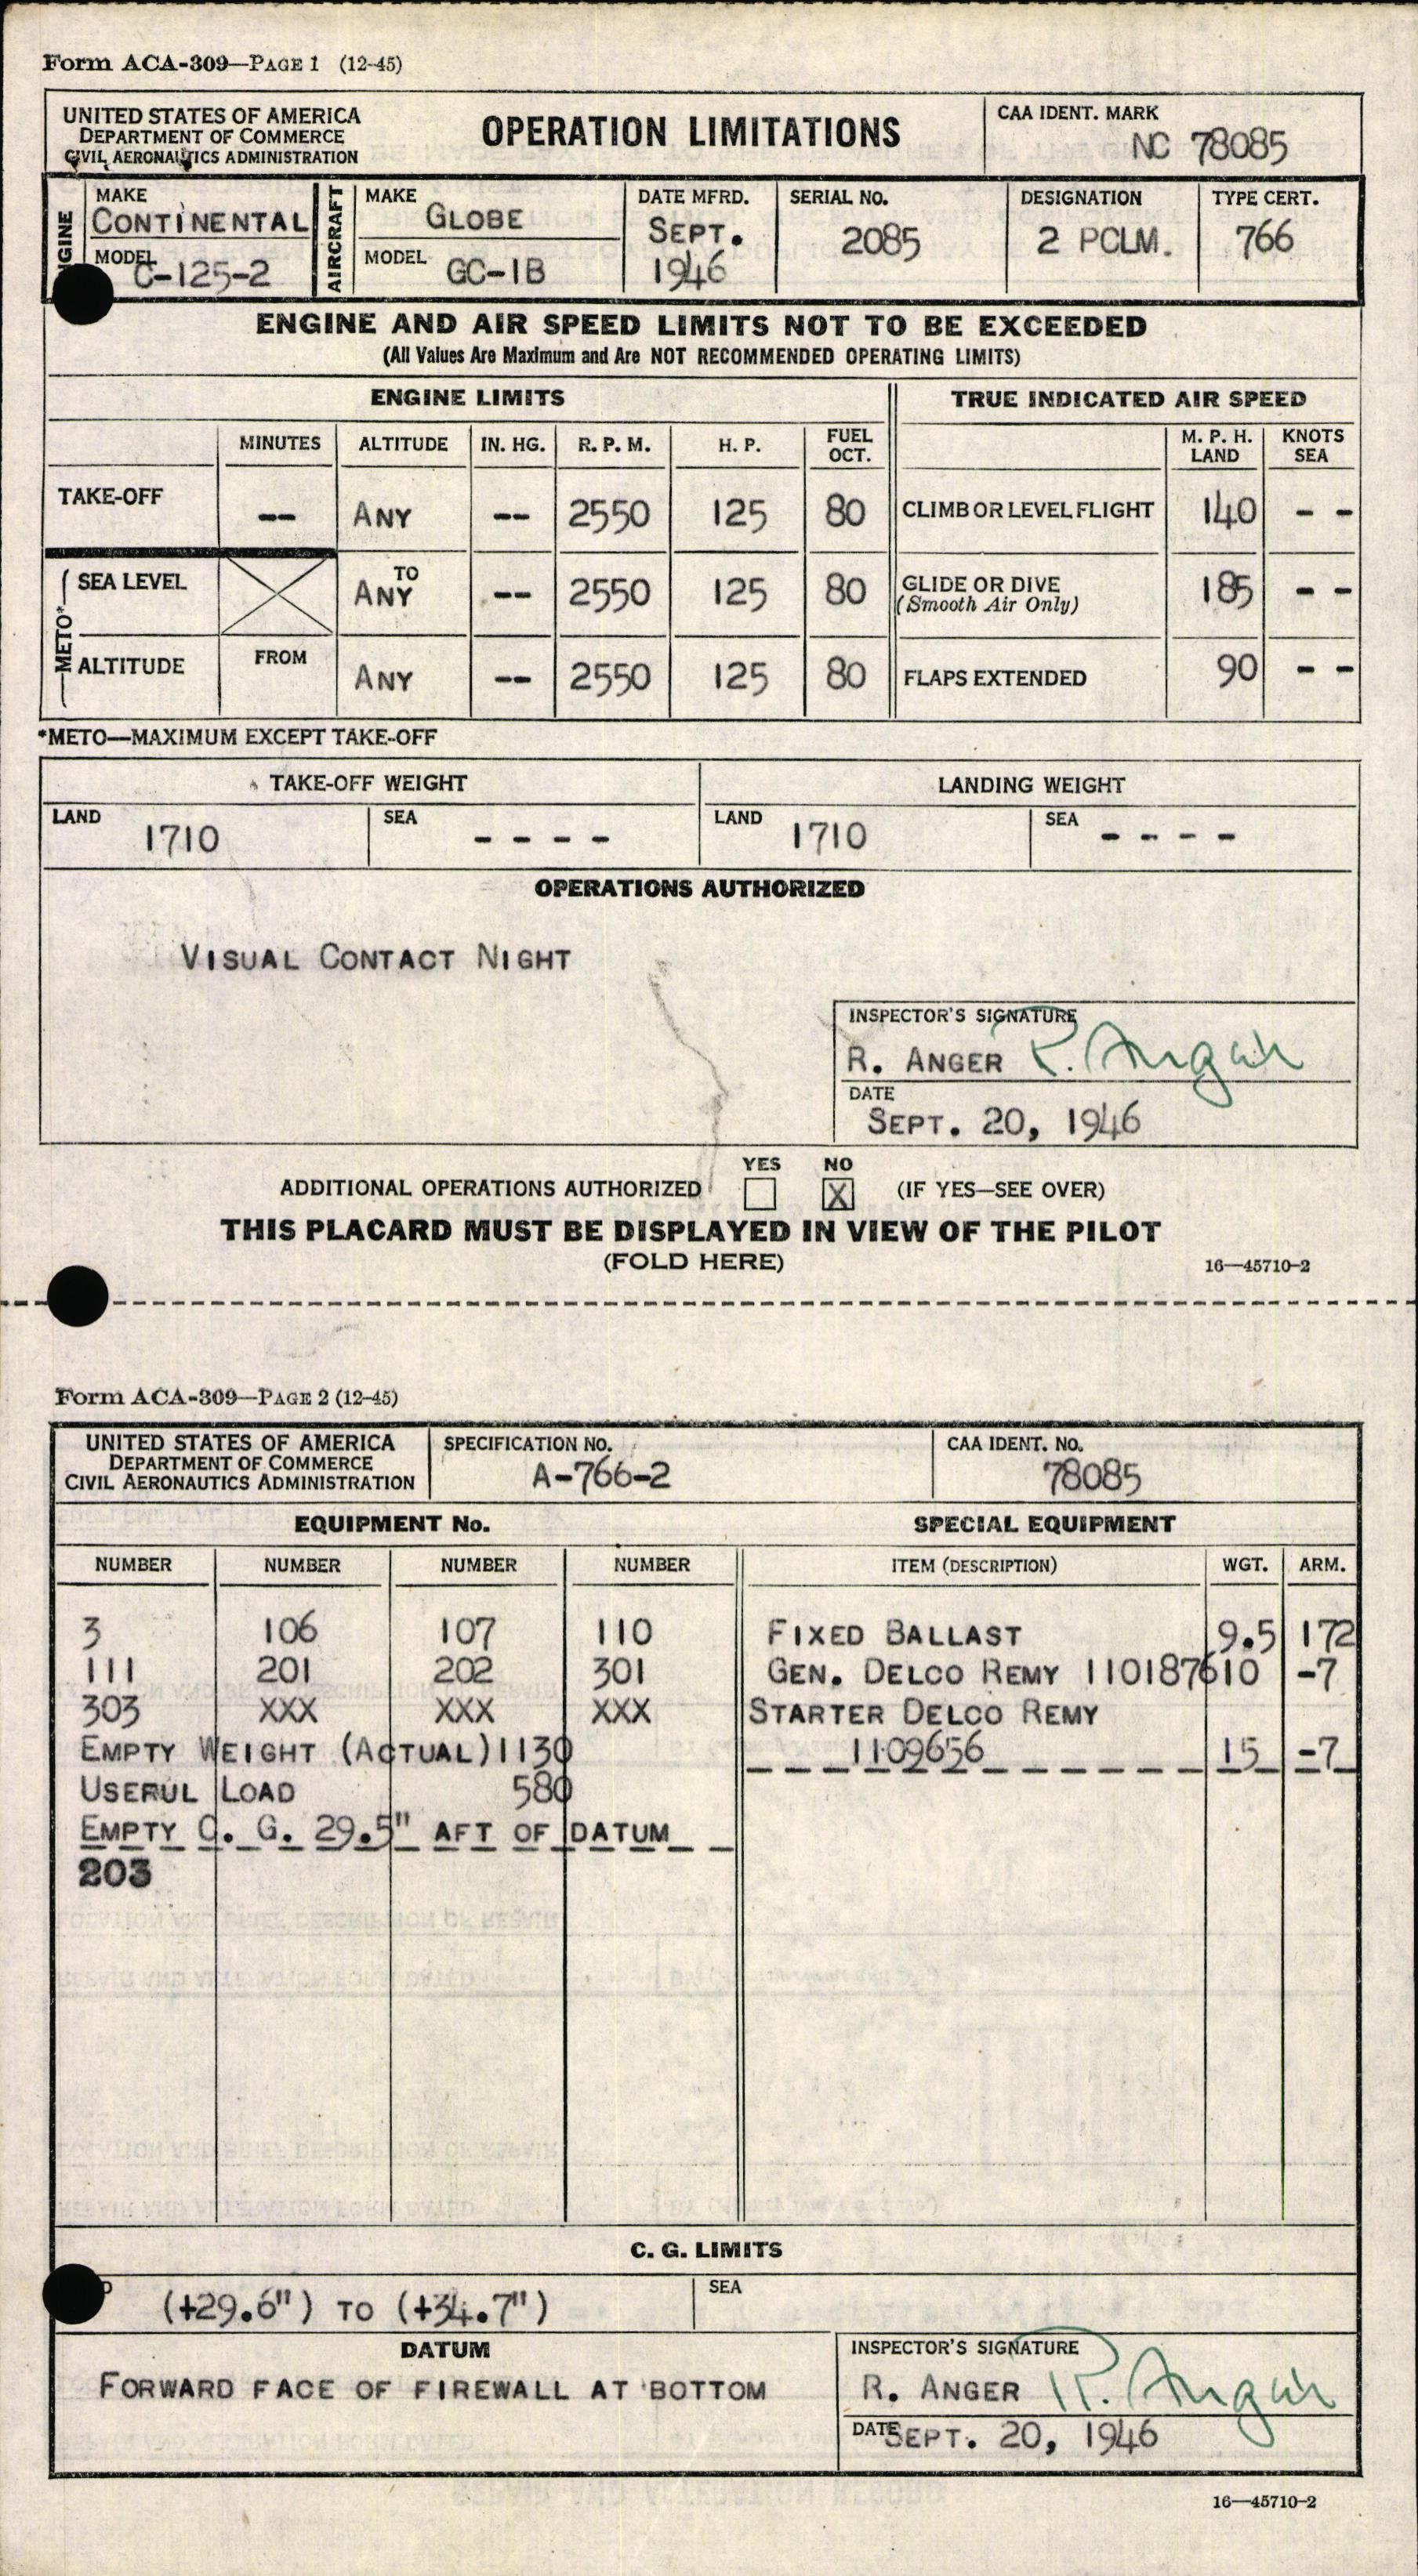 Form ACA-309—PAGE 1 (12-45)
UNITED STATES OF AMERICA
DEPARTMENT OF COMMERCE
CIVIL AERONAUTICS ADMINISTRATION
OPERATION LIMITATIONS
CAA IDENT. MARK
NC 78085
MAKE
CONTINENTAL
MODEL
C-125-2
AIRCRAFT
MAKE
GLOBE
MODEL
GC-1B
DATE MFRD.
SEPT.
1946
SERIAL NO.
2085
DESIGNATION
2 PCLM.
TYPE CERT.
766
ENGINE AND AIR SPEED LIMITS NOT TO BE EXCEEDED
(All Values Are Maximum and Are NOT RECOMMENDED OPERATING LIMITS)
ENGINE LIMITS
TRUE INDICATED AIR SPEED
MINUTES ALTITUDE IN. HG. R. P. M. H. P. FUEL OCT. M. P. H. LAND KNOTS SEA
TAKE-OFF -- ANY -- 2550 125 80 CLIMB OR LEVEL FLIGHT 140 - -
—METO*—
SEA LEVEL TO ANY -- 2550 125 80 GLIDE OR DIVE (Smooth Air Only) 185 - -
ALTITUDE FROM ANY -- 2550 125 80 FLAPS EXTENDED 90 - -
*METO—MAXIMUM EXCEPT TAKE-OFF
TAKE-OFF WEIGHT LANDING WEIGHT
LAND 1710 SEA - - - - LAND 1710 SEA - - - -
OPERATIONS AUTHORIZED
VISUAL CONTACT NIGHT
INSPECTOR'S SIGNATURE
R. ANGER R. Anger
DATE
SEPT. 20, 1946
YES NO
ADDITIONAL OPERATIONS AUTHORIZED X (IF YES—SEE OVER)
THIS PLACARD MUST BE DISPLAYED IN VIEW OF THE PILOT
(FOLD HERE)
16—45710-2
Form ACA-309—PAGE 2 (12-45)
UNITED STATES OF AMERICA
DEPARTMENT OF COMMERCE
CIVIL AERONAUTICS ADMINISTRATION
SPECIFICATION NO.
A-766-2
CAA IDENT. NO.
78085
EQUIPMENT No. SPECIAL EQUIPMENT
NUMBER NUMBER NUMBER NUMBER ITEM (DESCRIPTION) WGT. ARM.
3 106 107 110 FIXED BALLAST 9.5 172
111 201 202 301 GEN. DELCO REMY 1101876 10 -7
303 XXX XXX XXX STARTER DELCO REMY
EMPTY WEIGHT (ACTUAL) 1130 1109656 15 -7
USEFUL LOAD 580
EMPTY C. G. 29.5" AFT OF DATUM
203
C. G. LIMITS
(+29.6") TO (+34.7")
SEA
DATUM
FORWARD FACE OF FIREWALL AT BOTTOM
INSPECTOR'S SIGNATURE
R. ANGER R. Anger
DATE SEPT. 20, 1946
16—45710-2